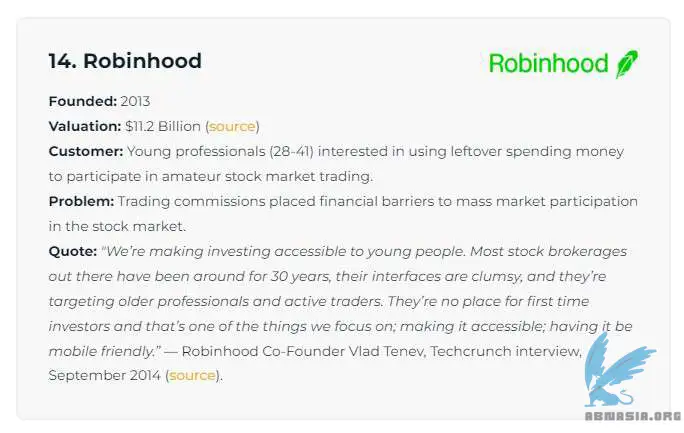 14. Robinhood
Robinhood
Founded: 2013
Valuation: $11.2 Billion (source)
Customer: Young professionals (28-41) interested in using leftover spending money
to participate in amateur stock market trading.
Problem: Trading commissions placed financial barriers to mass market participation
in the stock market.
Quote: "We’re making investing accessible to young people. Most stock brokerages
out there have been around for 30 years, their interfaces are clumsy, and they’re
targeting older professionals and active traders. They’re no place for first time
investors and that’s one of the things we focus on; making it accessible; having it be
mobile friendly.” — Robinhood Co-Founder Vlad Tenev, Techcrunch interview,
September 2014 (source).
ABMASIA.ORG